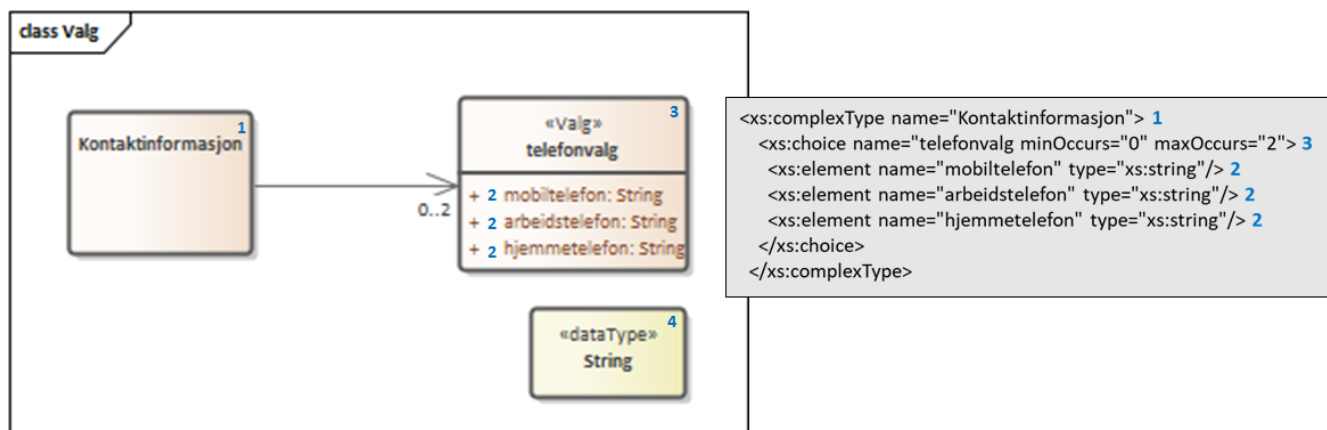 class Valg
Kontaktinformasjon 1
0..2
«Valg» 3
telefonvalg
+ 2 mobiltelefon: String
+ 2 arbeidstelefon: String
+ 2 hjemmetelefon: String
«dataType» 4
String
<xs:complexType name="Kontaktinformasjon"> 1
<xs:choice name="telefonvalg minOccurs="0" maxOccurs="2"> 3
<xs:element name="mobiltelefon" type="xs:string"/> 2
<xs:element name="arbeidstelefon" type="xs:string"/> 2
<xs:element name="hjemmetelefon" type="xs:string"/> 2
</xs:choice>
</xs:complexType>